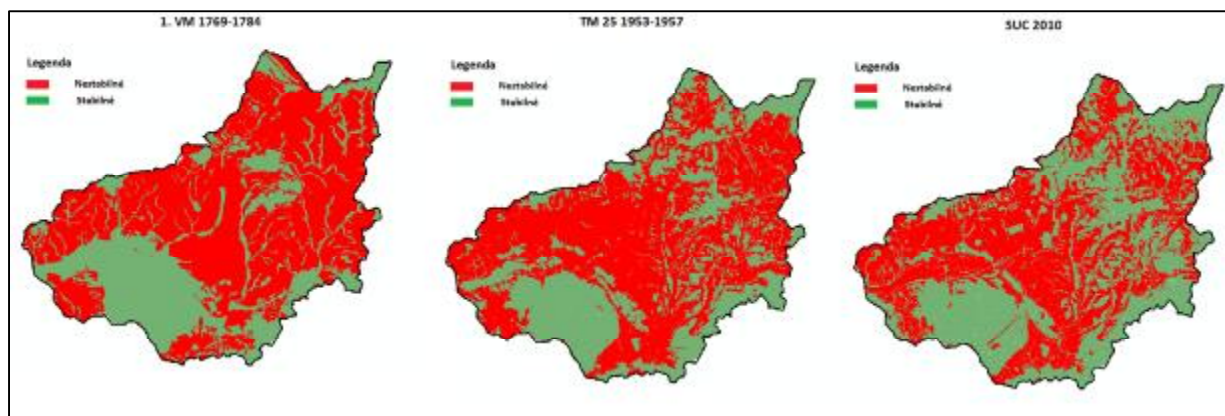 1. VM 1769-1784
Legenda
Nestabilné
Stabilné
TM 25 1953-1957
Legenda
Nestabilné
Stabilné
SUC 2010
Legenda
Nestabilné
Stabilné